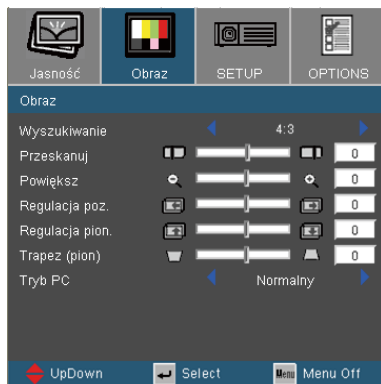 Jasność Obraz SETUP OPTIONS
Obraz
Wyszukiwanie 4:3
Przeskanuj 0
Powiększ 0
Regulacja poz. 0
Regulacja pion. 0
Trapez (pion) 0
Tryb PC Normalny
UpDown Select Menu Menu Off